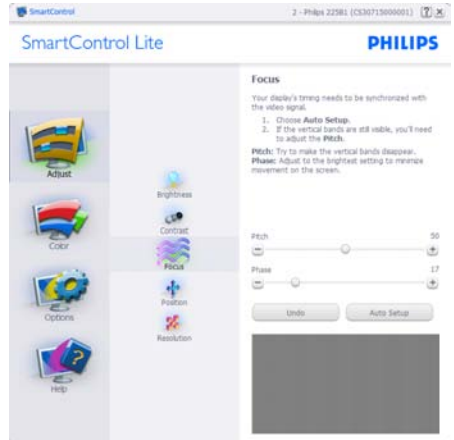 SmartControl
2 - Philips 225B1 (CS30715000001)
SmartControl Lite
PHILIPS
Adjust
Color
Options
Help
Brightness
Contrast
Focus
Position
Resolution
Focus
Your display's timing needs to be synchronized with
the video signal.
1. Choose Auto Setup.
2. If the vertical bands are still visible, you'll need
to adjust the Pitch.
Pitch: Try to make the vertical bands disappear.
Phase: Adjust to the brightest setting to minimize
movement on the screen.
Pitch 50
Phase 17
Undo
Auto Setup